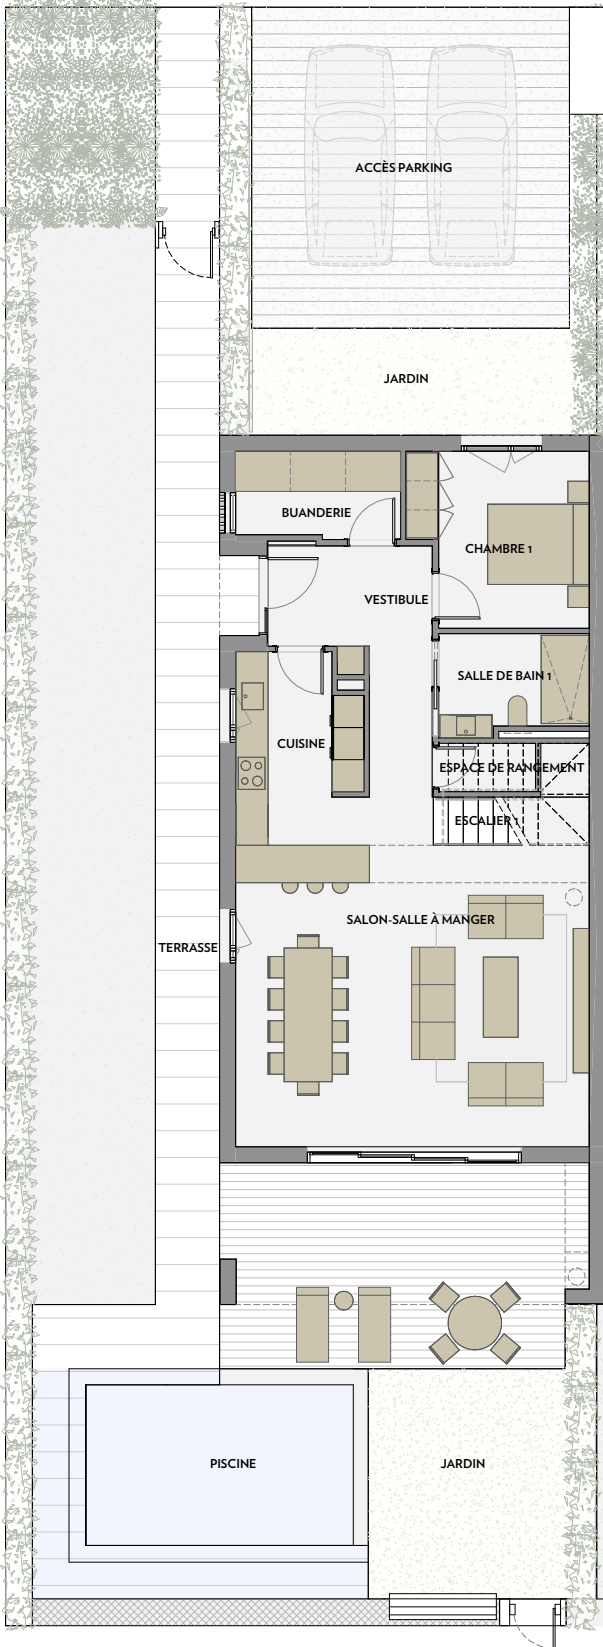 ACCÈS PARKING
JARDIN
BUANDERIE
CHAMBRE 1
VESTIBULE
SALLE DE BAIN 1
CUISINE
ESPACE DE RANGEMENT
ESCALIER 1
SALON-SALLE À MANGER
TERRASSE
PISCINE
JARDIN